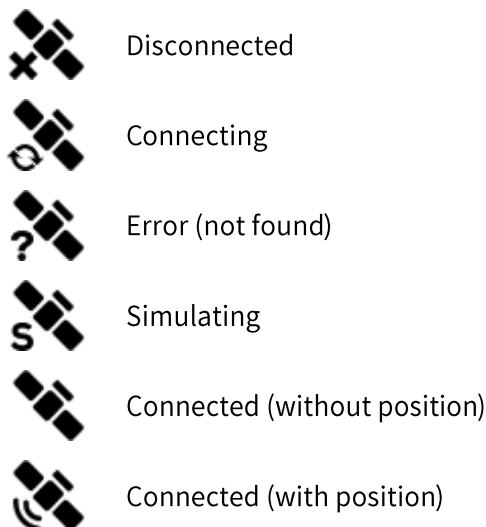 Disconnected
Connecting
?
Error (not found)
S
Simulating
Connected (without position)
Connected (with position)